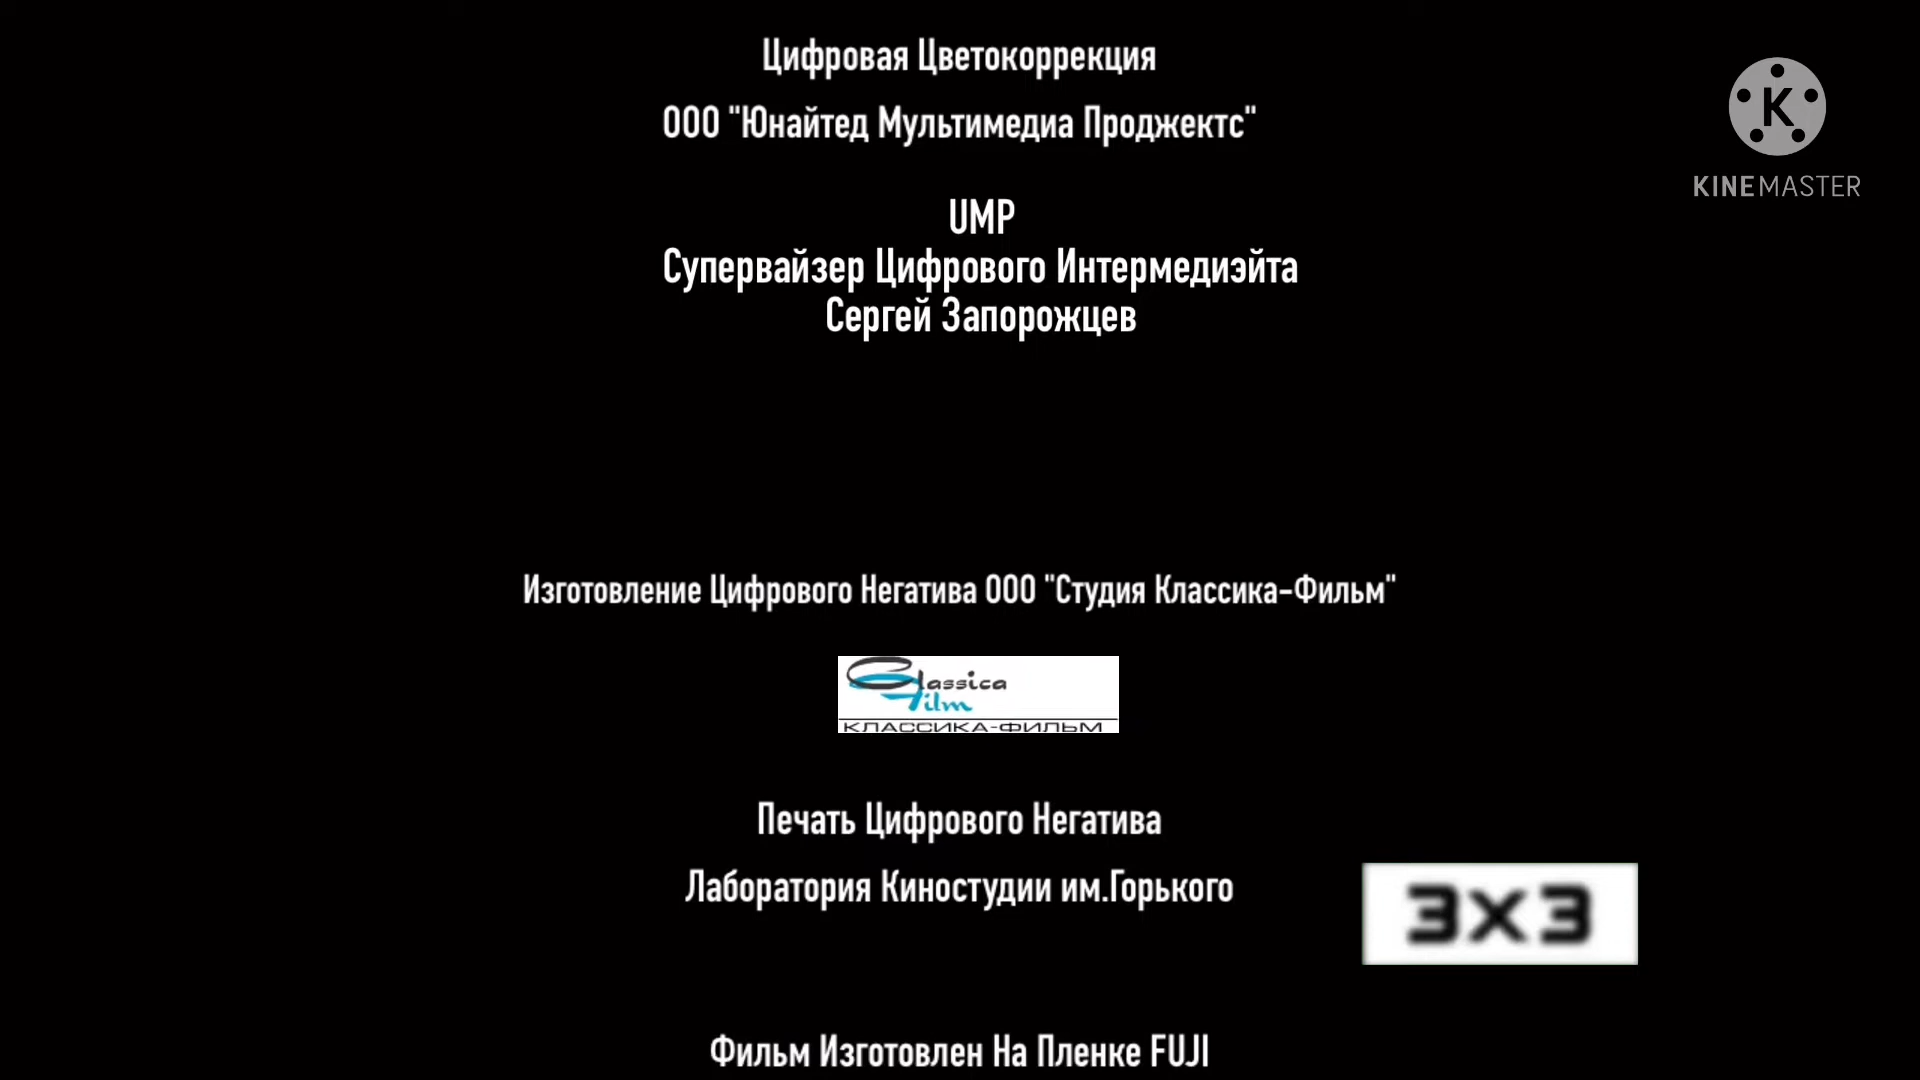 Цифровая Цветокоррекция
ООО "Юнайтед Мультимедиа Проджектс"
KINEMASTER
UMP
Супервайзер Цифрового Интермедиэйта
Сергей Запорожцев
Изготовление Цифрового Негатива ООО "Студия Классика-Фильм"
Classica
Film
КЛАССИКА-ФИЛЬМ
Печать Цифрового Негатива
Лаборатория Киностудии им.Горького
3x3
Фильм Изготовлен На Пленке FUJI